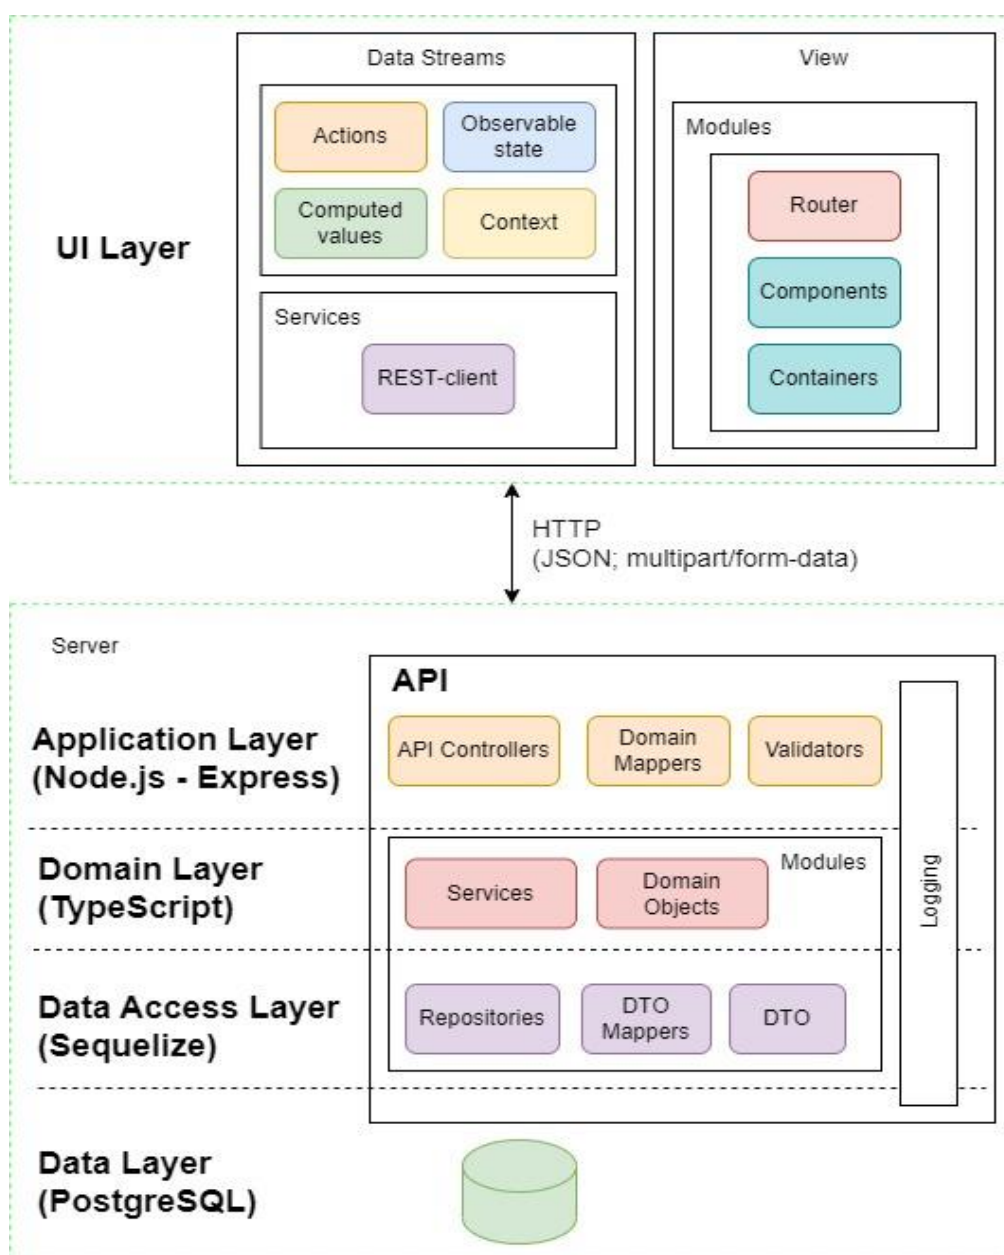 Data Streams
View
Actions
Observable
state
Computed
values
Context
UI Layer
Services
REST-client
Modules
Router
Components
Containers
HTTP
(JSON; multipart/form-data)
Server
API
Application Layer
(Node.js - Express)
API Controllers
Domain
Mappers
Validators
Domain Layer
(TypeScript)
Modules
Services
Domain
Objects
Logging
Data Access Layer
(Sequelize)
Repositories
DTO
Mappers
DTO
Data Layer
(PostgreSQL)